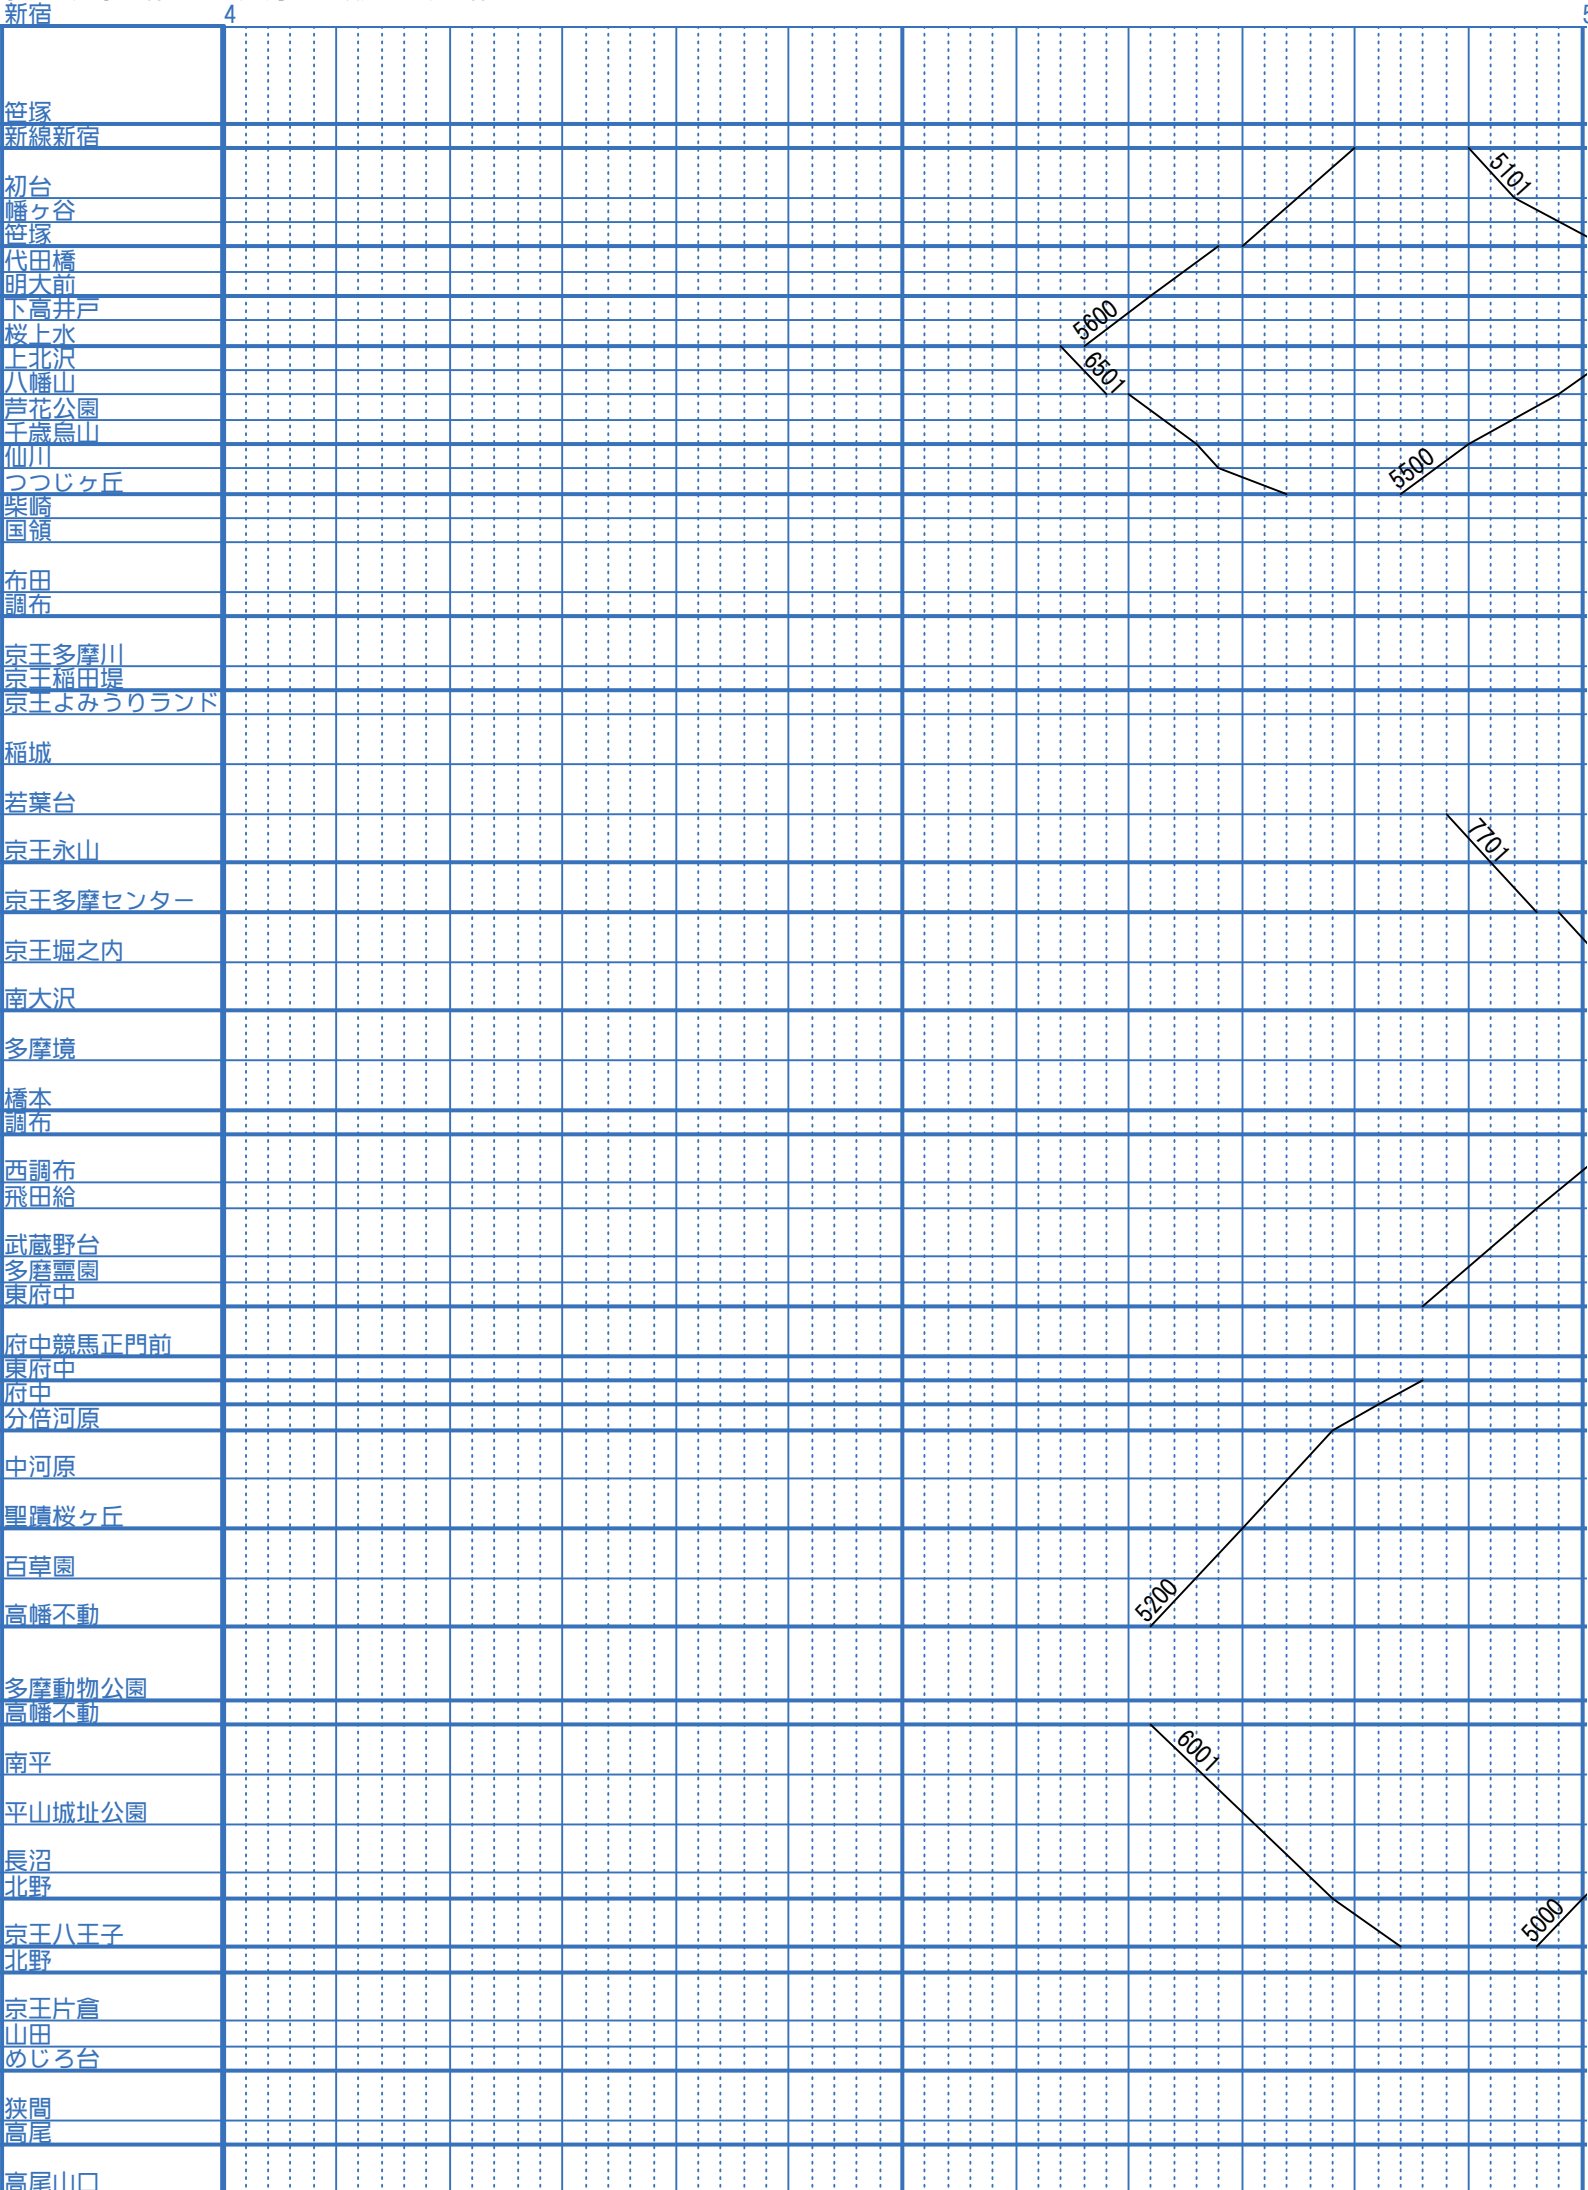 新宿 4 5
笹塚
新線新宿
初台 5101
幡ヶ谷
笹塚
代田橋
明大前
下高井戸 5600
桜上水
上北沢 6501
八幡山
芦花公園
千歳烏山
仙川 5500
つつじヶ丘
柴崎
国領
布田
調布
京王多摩川
京王稲田堤
京王よみうりランド
稲城
若葉台
京王永山 7701
京王多摩センター
京王堀之内
南大沢
多摩境
橋本
調布
西調布
飛田給
武蔵野台
多磨霊園
東府中
府中競馬正門前
東府中
府中
分倍河原
中河原
聖蹟桜ヶ丘
百草園
高幡不動 5200
多摩動物公園
高幡不動
南平 6001
平山城址公園
長沼
北野
京王八王子 5000
北野
京王片倉
山田
めじろ台
狭間
高尾
高尾山口